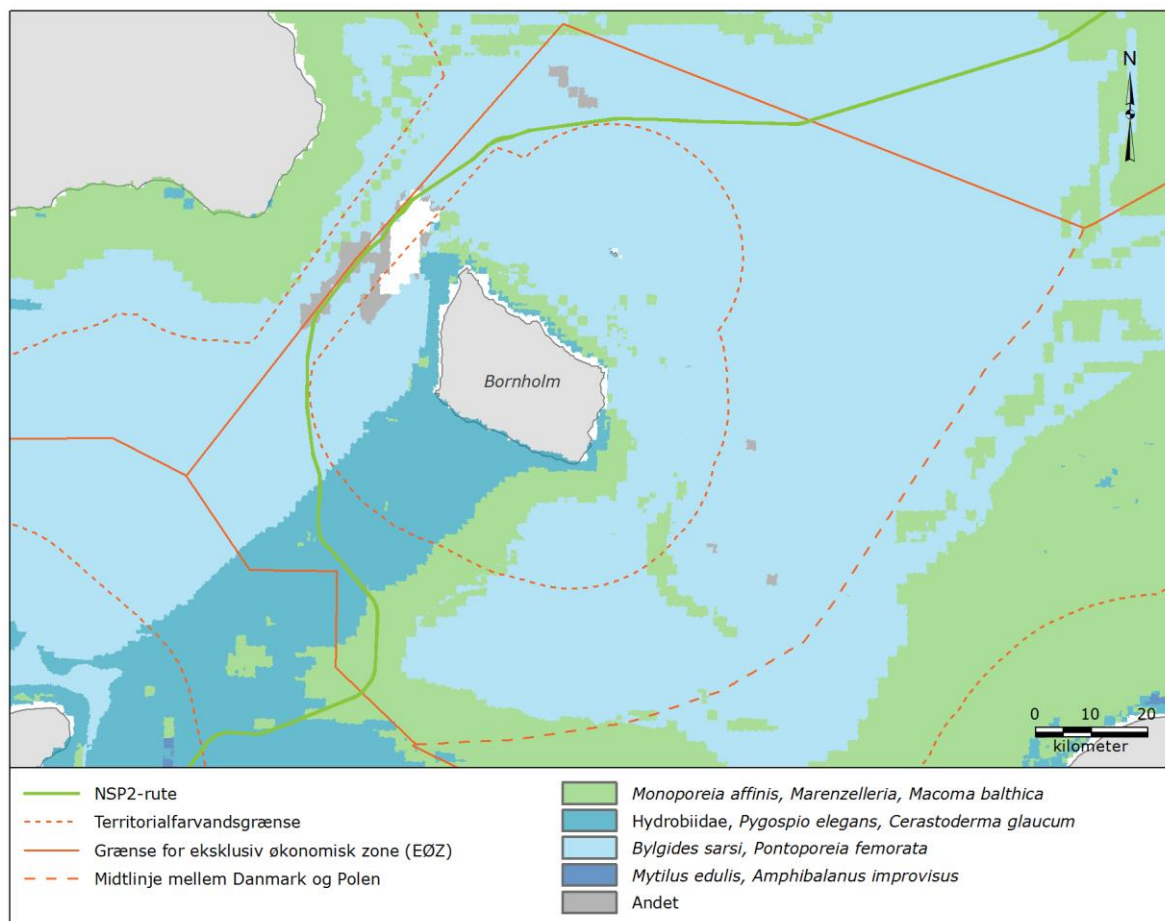 N
Bornholm
0 10 20
kilometer
NSP2-rute
Territorialfarvandsgrænse
Grænse for eksklusiv økonomisk zone (EØZ)
Midtlinje mellem Danmark og Polen
Monoporeia affinis, Marenzelleria, Macoma balthica
Hydrobiidae, Pygospio elegans, Cerastoderma glaucum
Bylgides sarsi, Pontoporeia femorata
Mytilus edulis, Amphibalanus improvisus
Andet